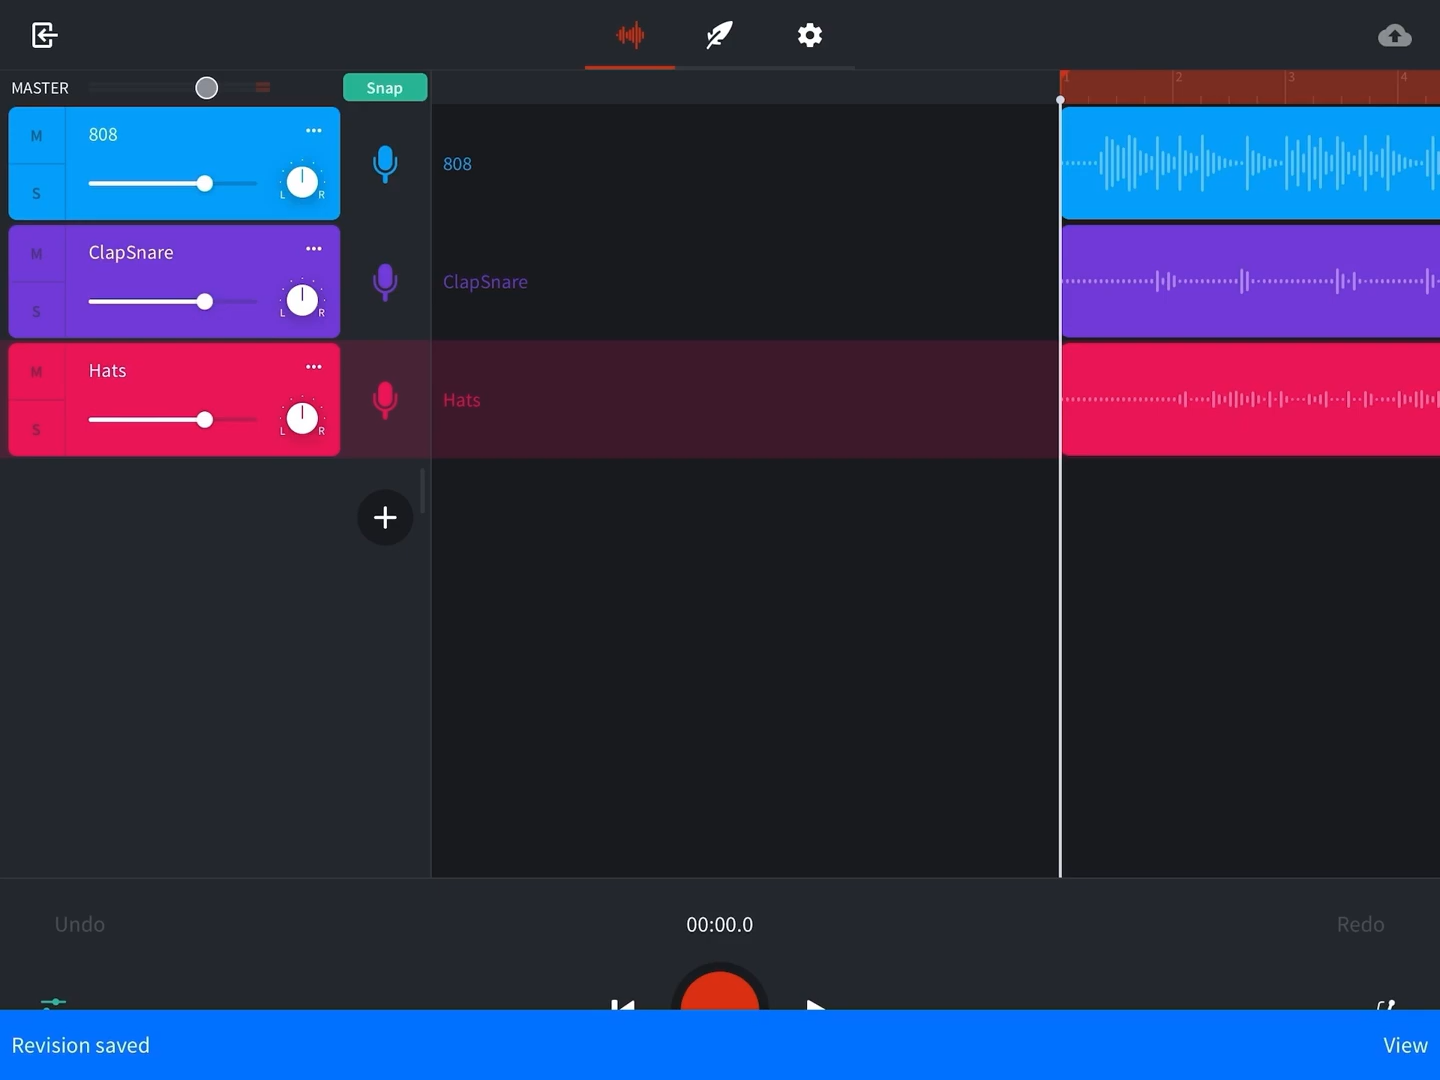 MASTER
Snap
1
2
3
4
M
808
S
L R
808
M
ClapSnare
S
L R
ClapSnare
M
Hats
S
L R
Hats
Undo
00:00.0
Redo
Revision saved
View